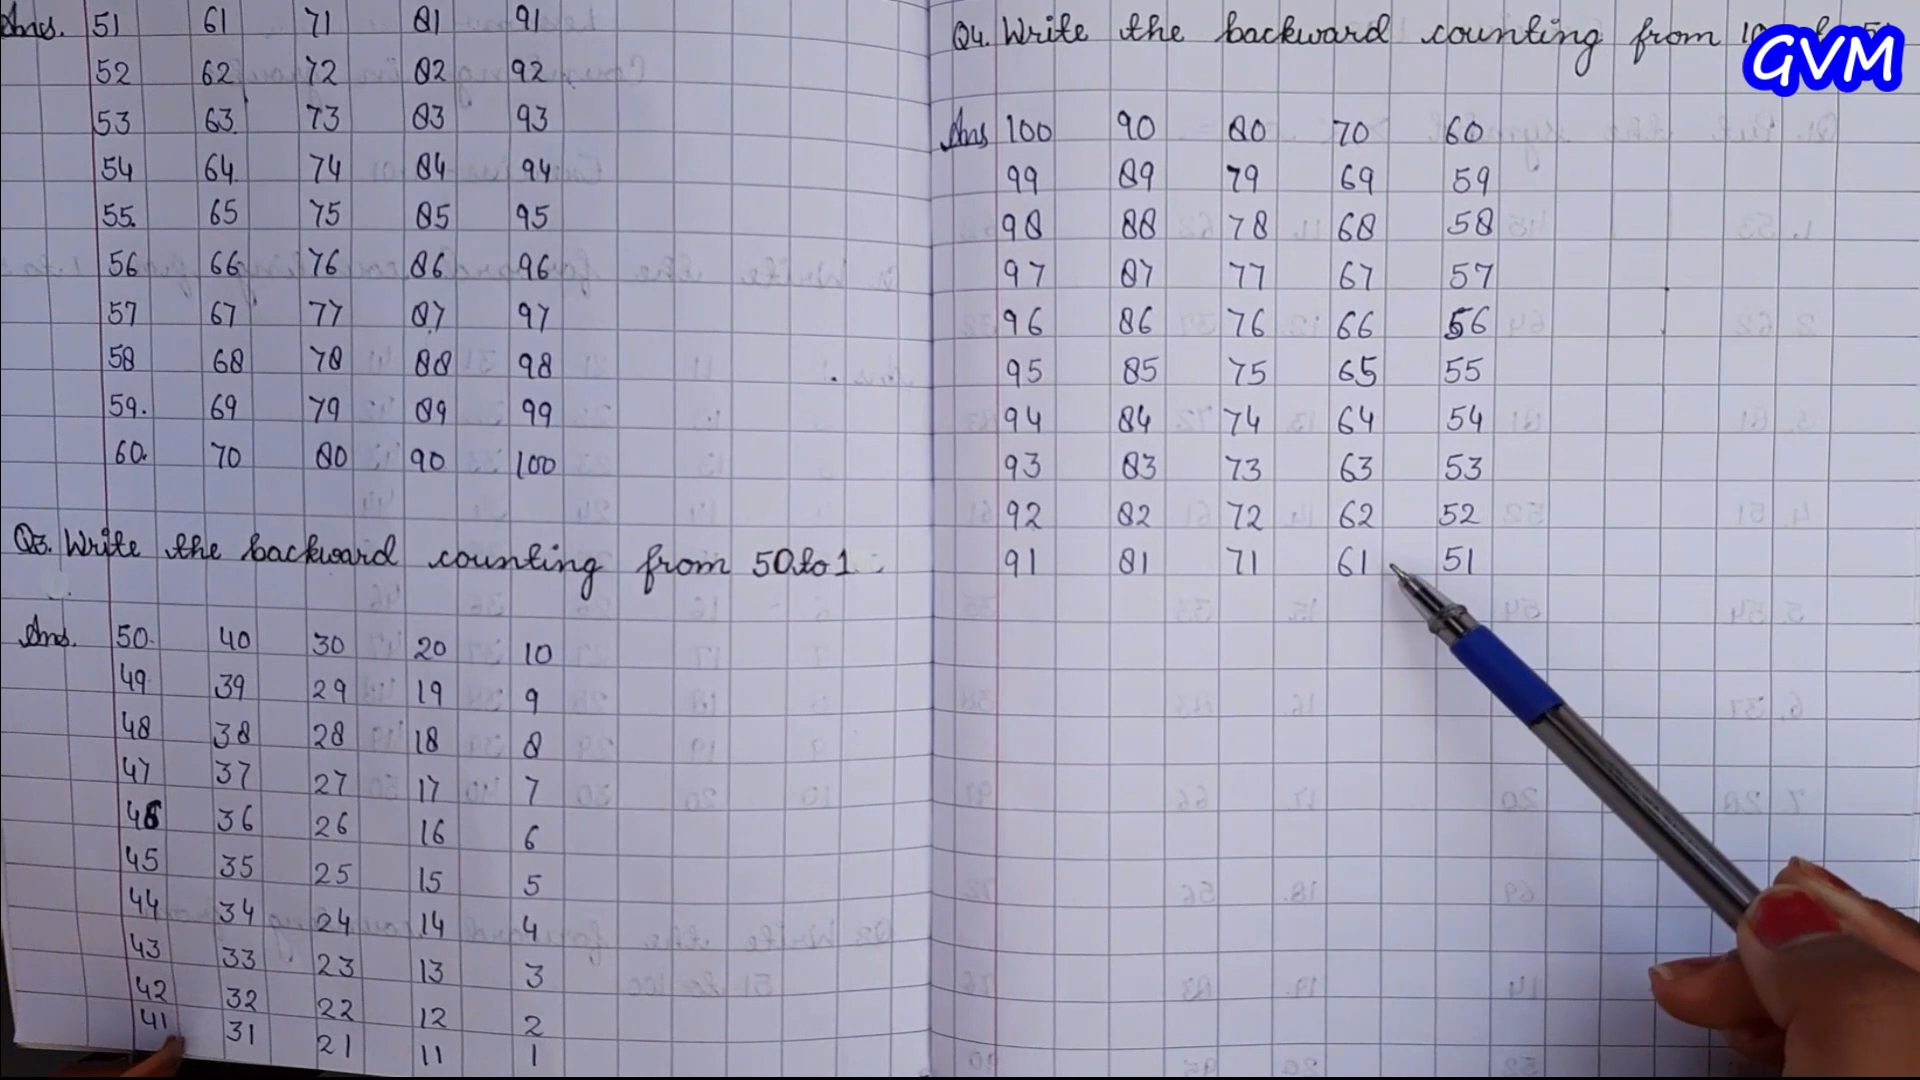 Ans. 51 61 71 81 91
52 62 72 82 92
53 63 73 83 93
54 64 74 84 94
55. 65 75 85 95
56 66 76 86 96
57 67 77 87 97
58 68 78 88 98
59. 69 79 89 99
60. 70 80 90 100
Q3. Write the backward counting from 50 to 1
Ans. 50. 40 30 20 10
49 39 29 19 9
48 38 28 18 8
47 37 27 17 7
46 36 26 16 6
45 35 25 15 5
44 34 24 14 4
43 33 23 13 3
42 32 22 12 2
41 31 21 11 1
Q4. Write the backward counting from
GVM
Ans 100 90 80 70 60
99 89 79 69 59
98 88 78 68 58
97 87 77 67 57
96 86 76 66 56
95 85 75 65 55
94 84 74 64 54
93 83 73 63 53
92 82 72 62 52
91 81 71 61 51